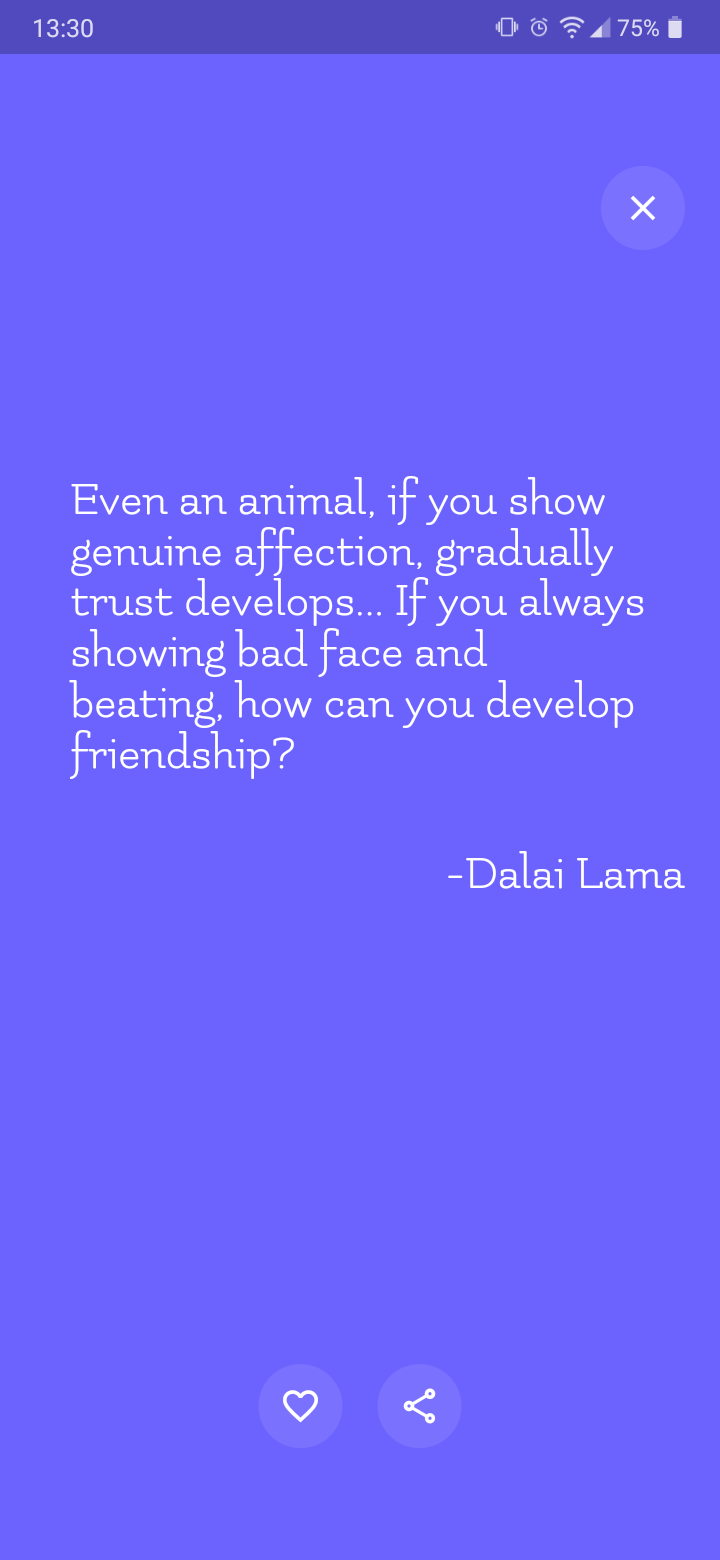 13:30
75%
Even an animal, if you show
genuine affection, gradually
trust develops... If you always
showing bad face and
beating, how can you develop
friendship?
-Dalai Lama